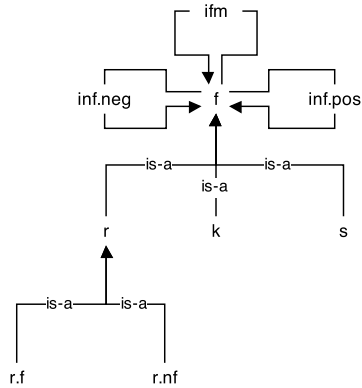 ifm
inf.neg f inf.pos
is-a is-a
is-a
r k s
is-a is-a
r.f r.nf